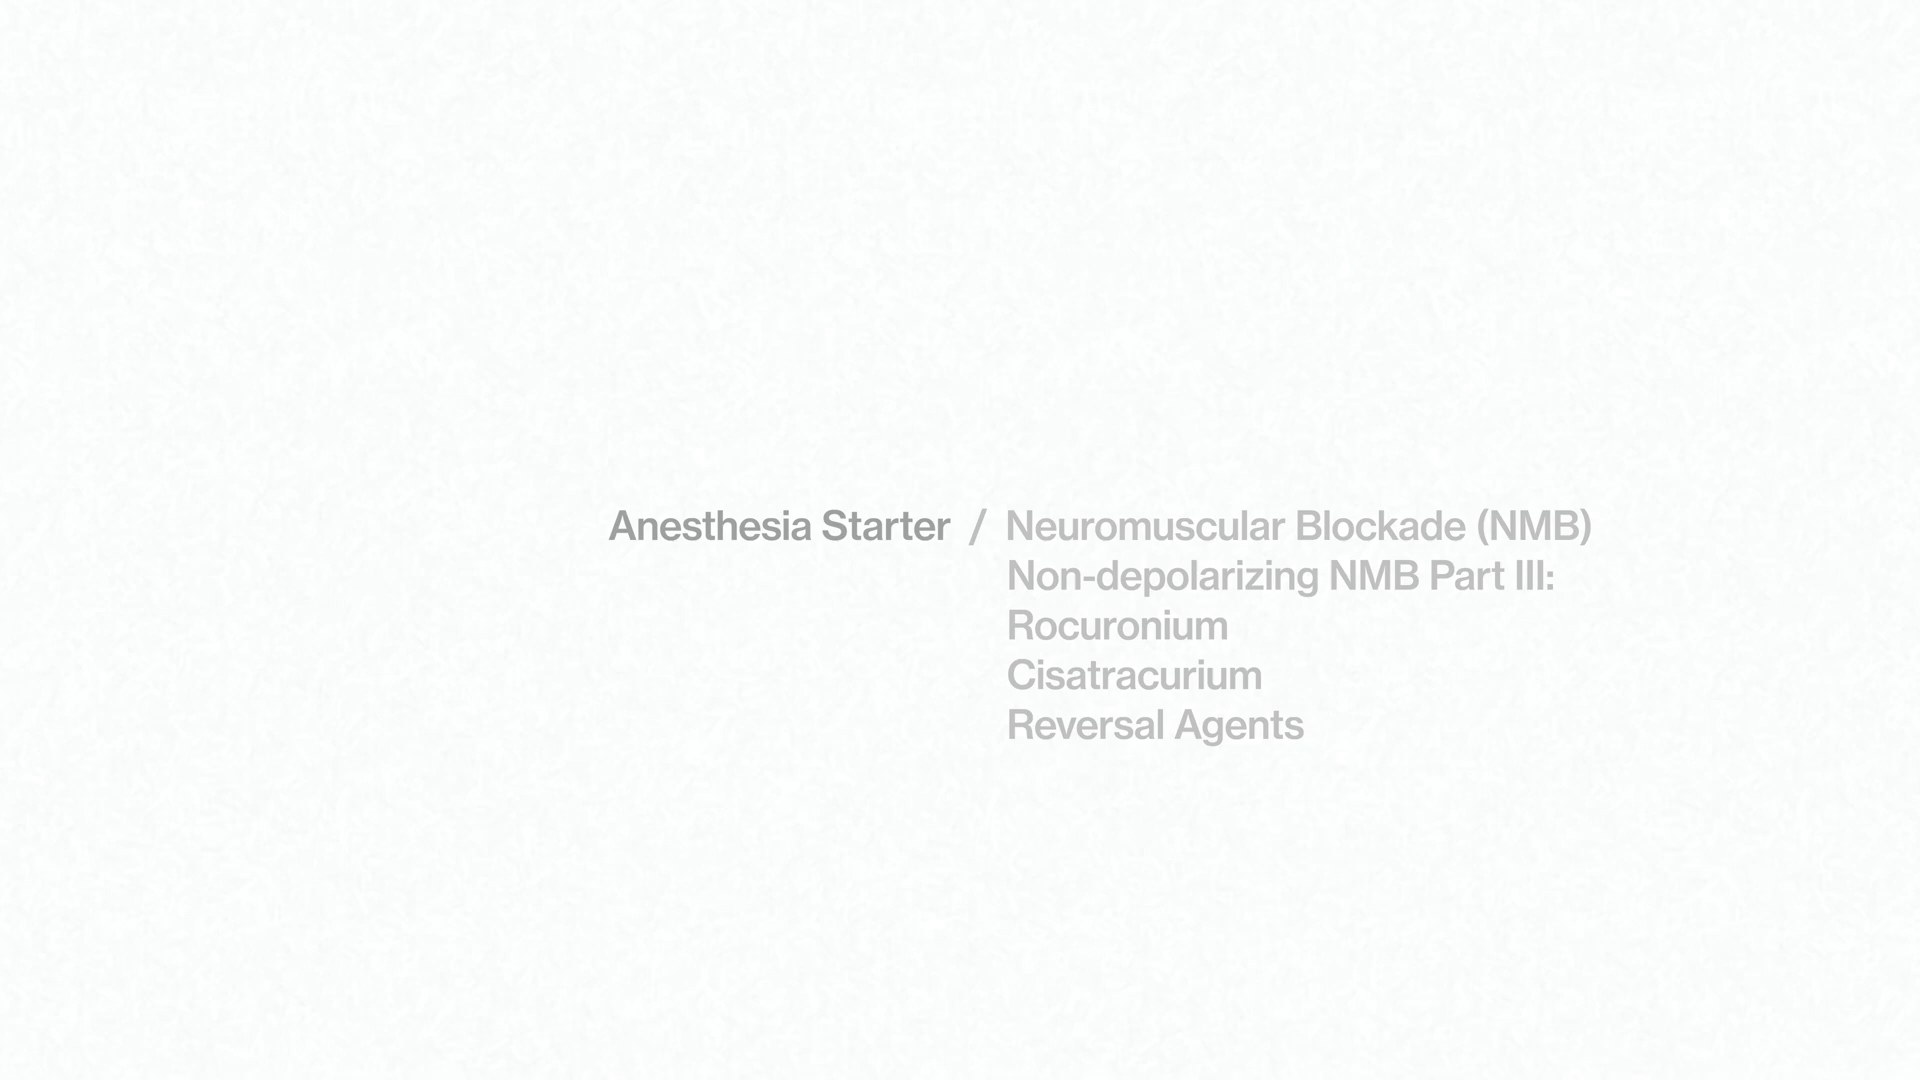 Anesthesia Starter / Neuromuscular Blockade (NMB)
Non-depolarizing NMB Part III:
Rocuronium
Cisatracurium
Reversal Agents